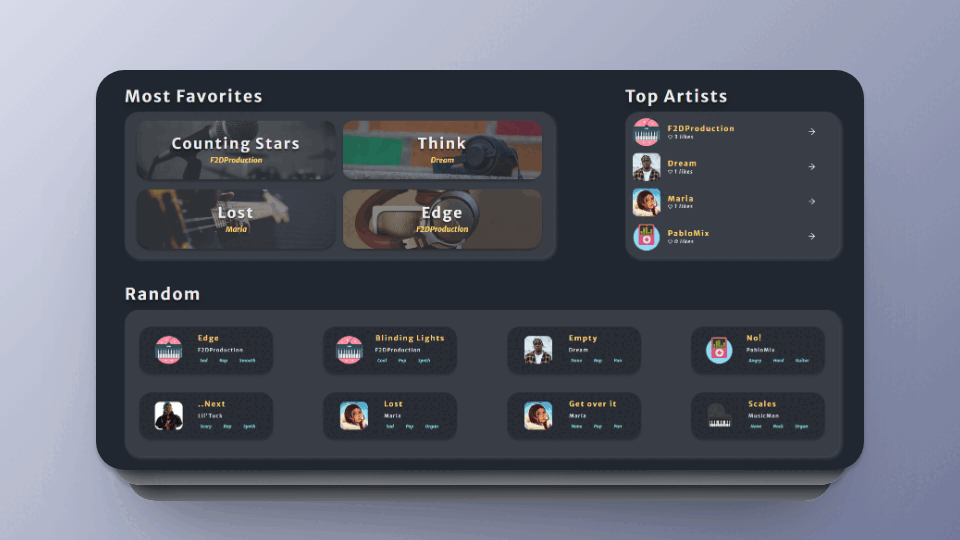 Most Favorites
Counting Stars
F2DProduction
Think
Dream
Lost
Maria
Edge
F2DProduction
Top Artists
F2DProduction
3 likes
Dream
1 likes
Maria
1 likes
PabloMix
0 likes
Random
Edge
F2DProduction
Sad Pop Smooth
Blinding Lights
F2DProduction
Cool Pop Synth
Empty
Dream
None Pop Pan
No!
PabloMix
Angry Hard Guitar
..Next
Lil'Tuck
Scary Rap Synth
Lost
Maria
Sad Pop Organ
Get over it
Maria
None Pop Pan
Scales
MusicMan
None Rock Organ